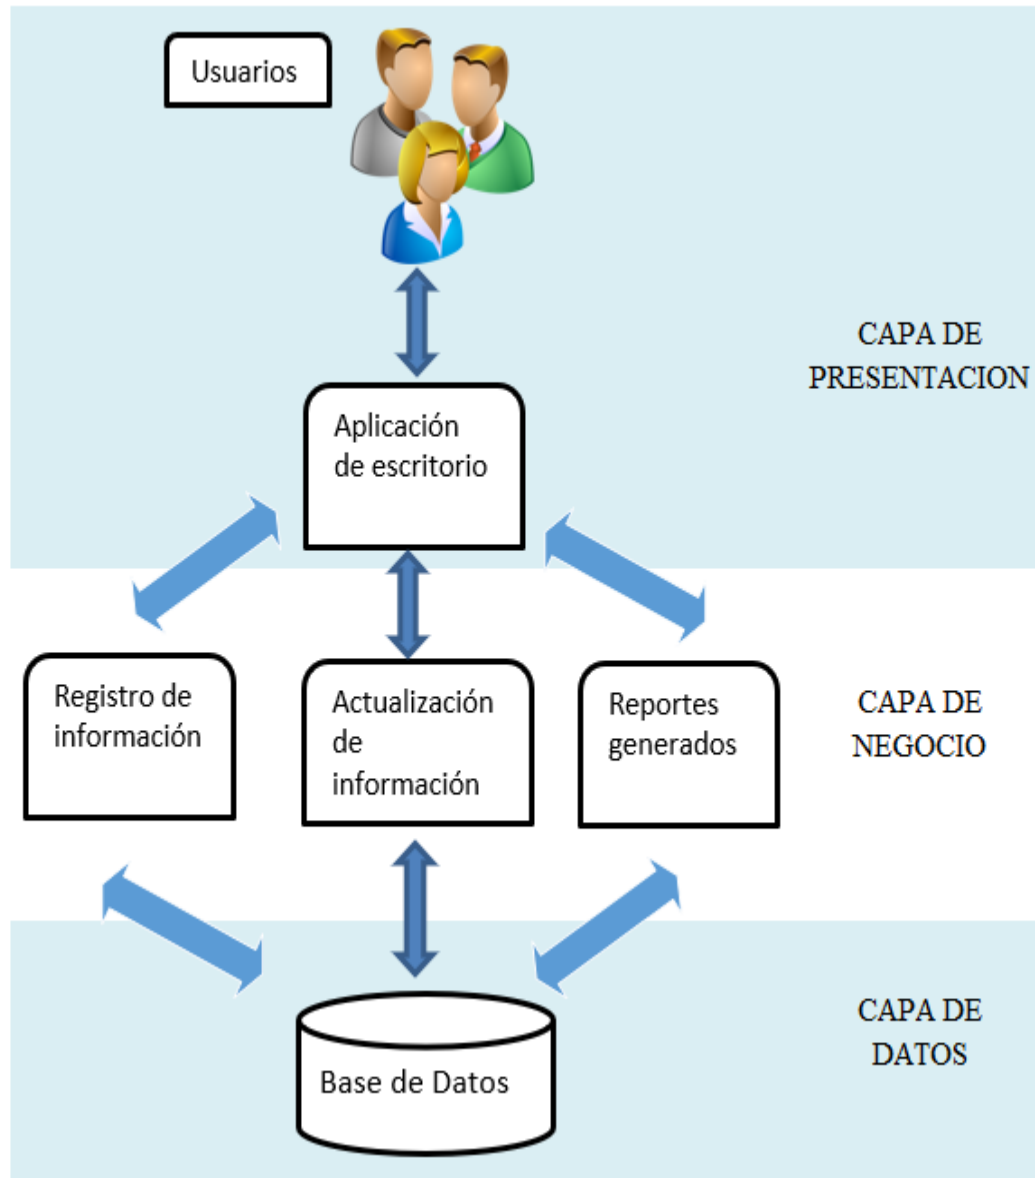 Usuarios
CAPA DE
PRESENTACION
Aplicación
de escritorio
Registro de
información
Actualización
de
información
Reportes
generados
CAPA DE
NEGOCIO
Base de Datos
CAPA DE
DATOS